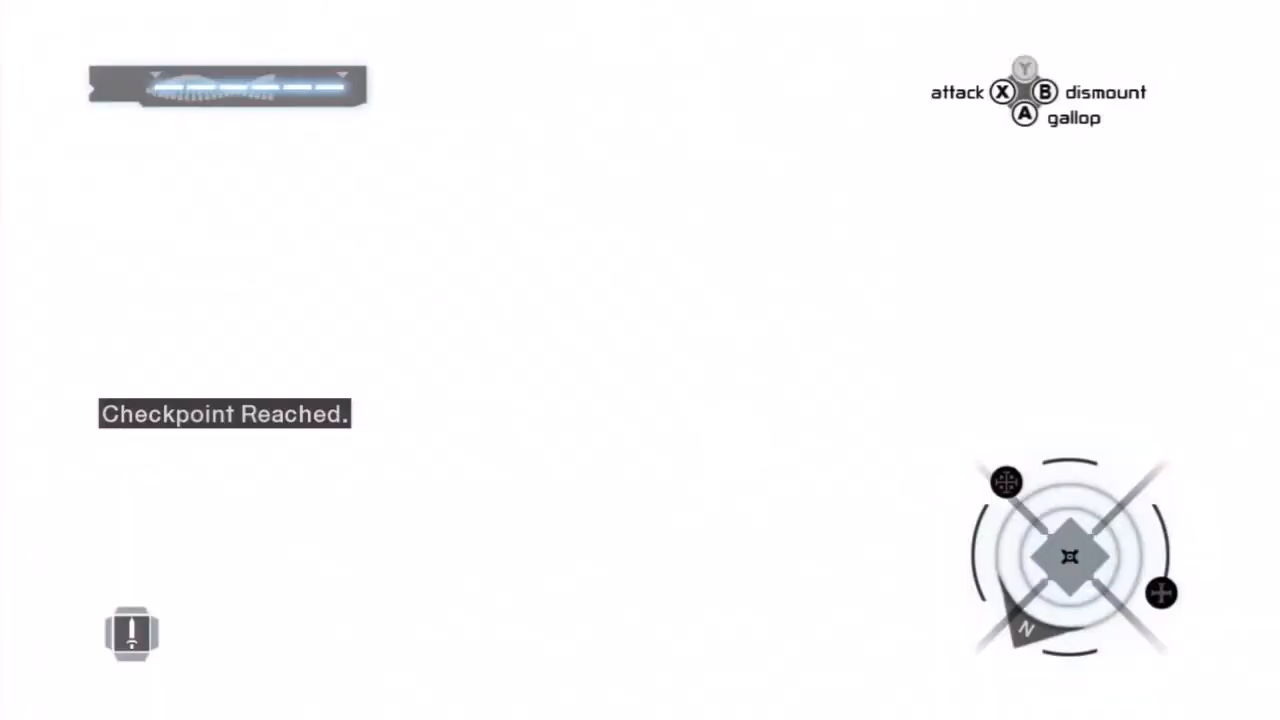 Y
attack X B dismount
A gallop
Checkpoint Reached.
N